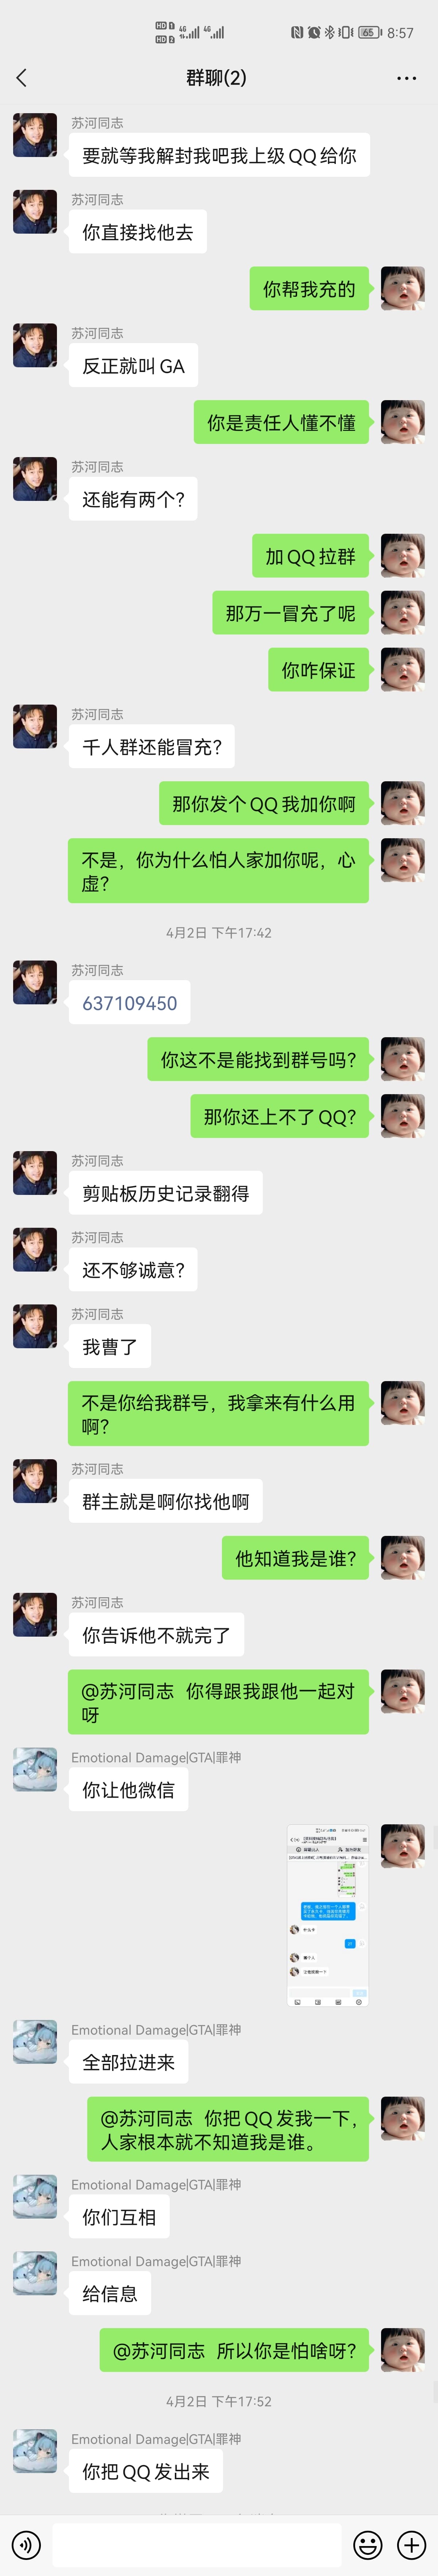 HD 1 4G 4G
HD 2
65 8:57
群聊(2)
苏河同志
要就等我解封我吧我上级QQ给你
苏河同志
你直接找他去
你帮我充的
苏河同志
反正就叫GA
你是责任人懂不懂
苏河同志
还能有两个?
加QQ拉群
那万一冒充了呢
你咋保证
苏河同志
千人群还能冒充?
那你发个QQ我加你啊
不是，你为什么怕人家加你呢，心
虚?
4月2日 下午17:42
苏河同志
637109450
你这不是能找到群号吗?
那你还上不了QQ?
苏河同志
剪贴板历史记录翻得
苏河同志
还不够诚意?
苏河同志
我曹了
不是你给我群号，我拿来有什么用
啊?
苏河同志
群主就是啊你找他啊
他知道我是谁?
苏河同志
你告诉他不就完了
@苏河同志 你得跟我跟他一起对
呀
Emotional Damage|GTA|罪神
你让他微信
Emotional Damage|GTA|罪神
全部拉进来
@苏河同志 你把QQ发我一下，
人家根本就不知道我是谁。
Emotional Damage|GTA|罪神
你们互相
Emotional Damage|GTA|罪神
给信息
@苏河同志 所以你是怕啥呀?
4月2日 下午17:52
Emotional Damage|GTA|罪神
你把QQ发出来